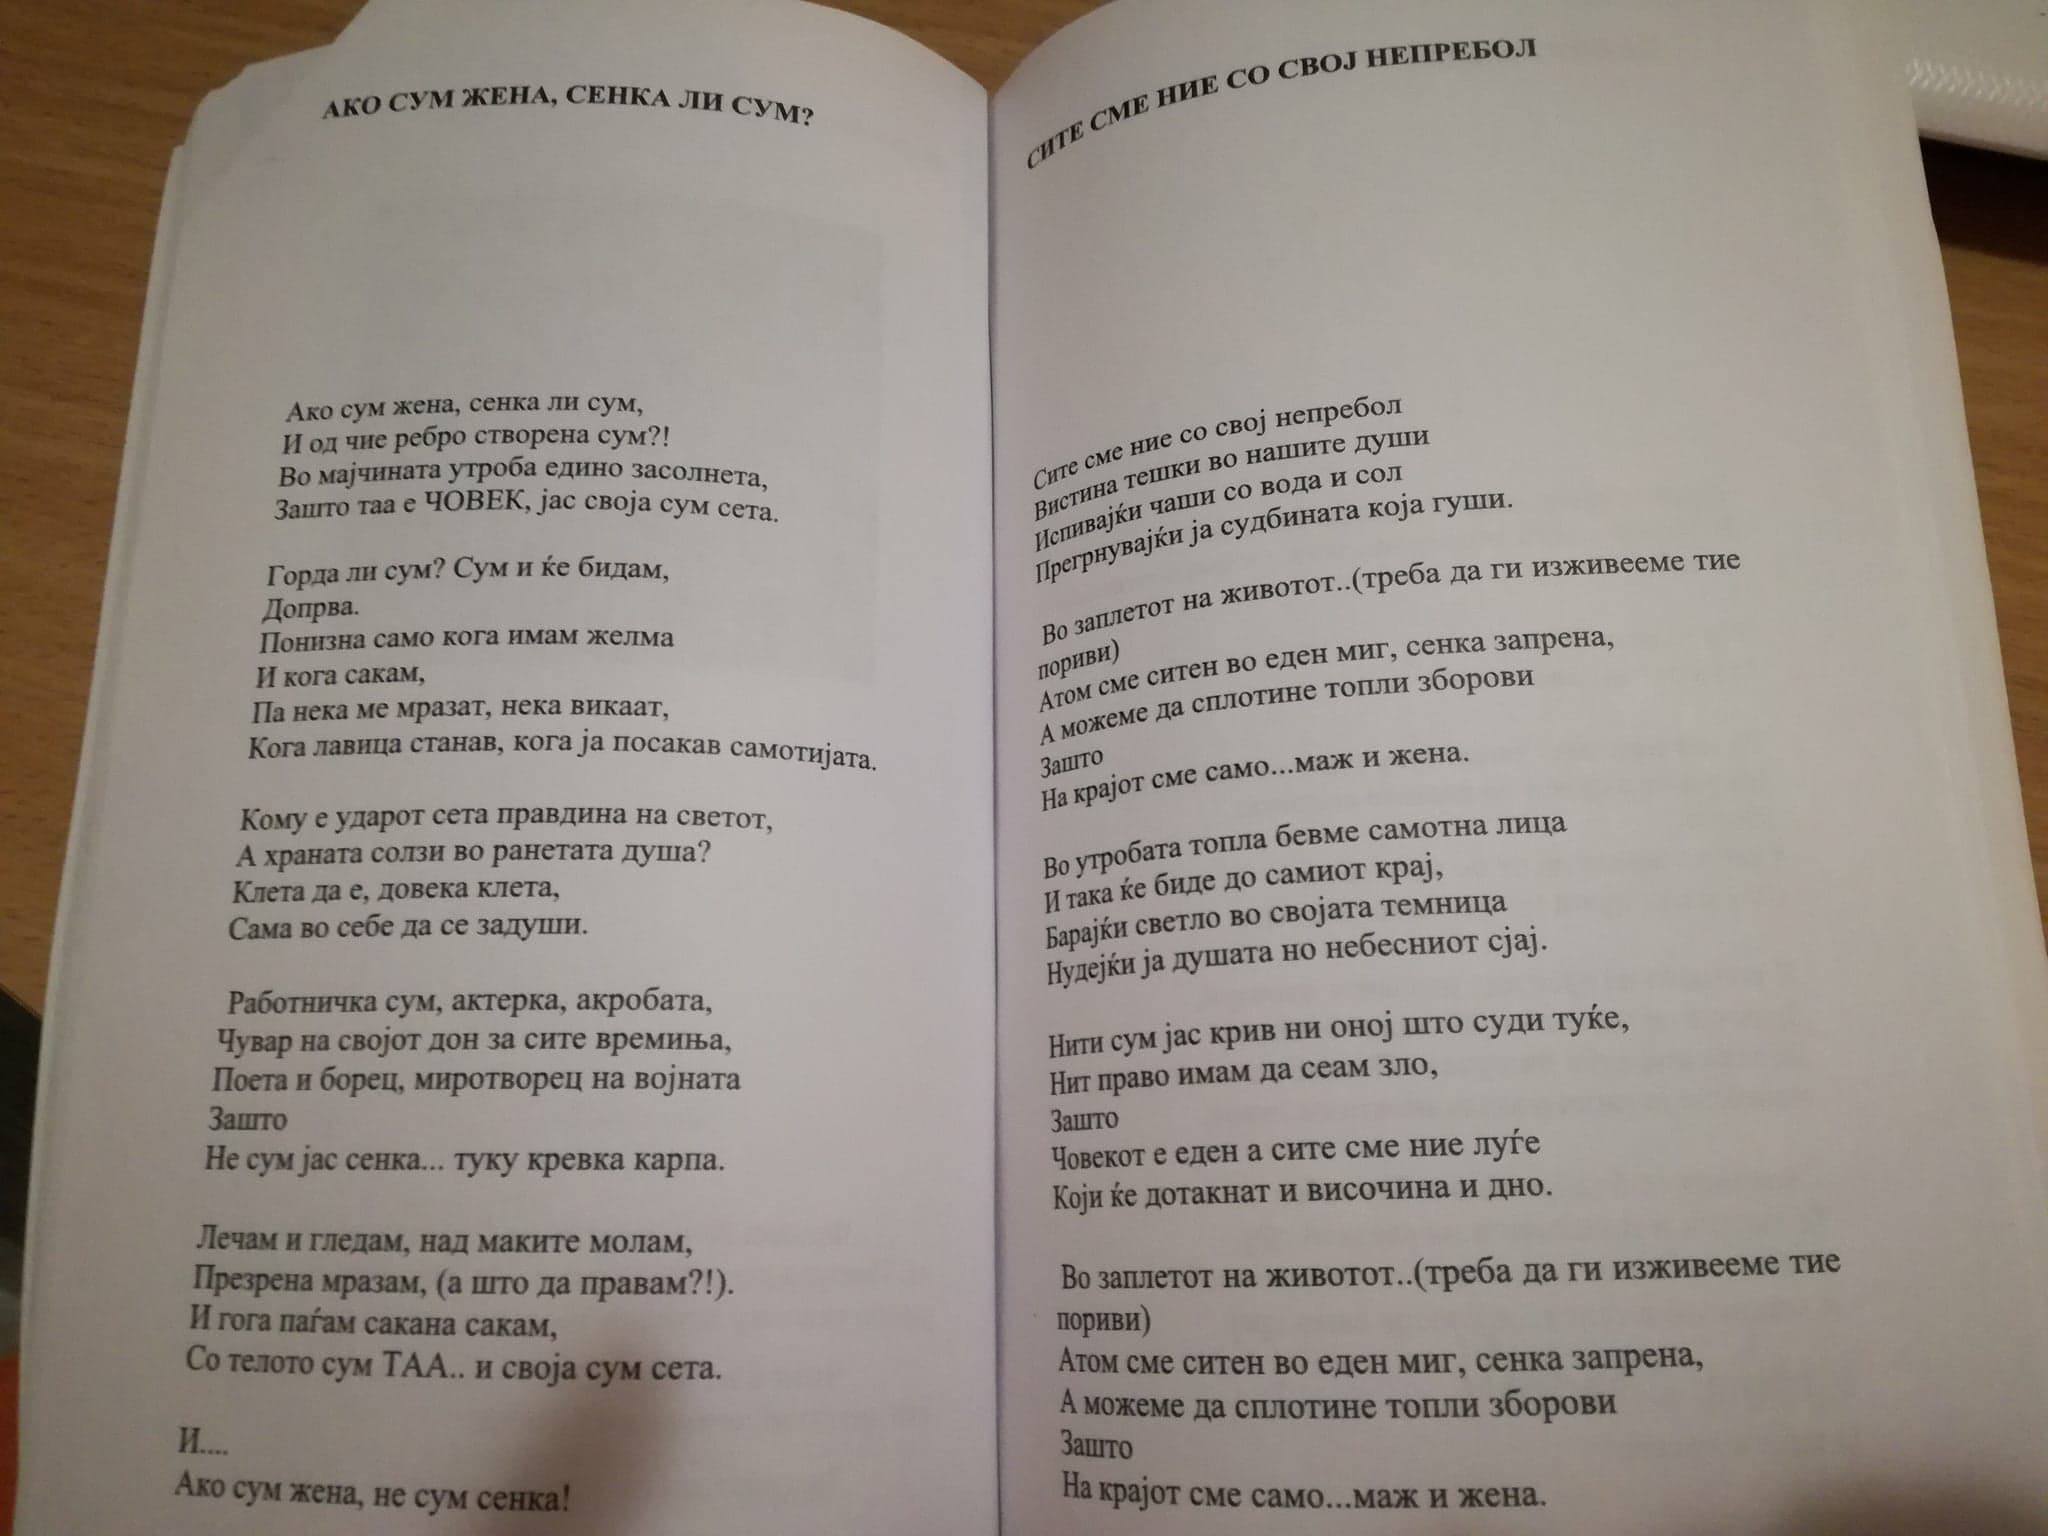 АКО СУМ ЖЕНА, СЕНКА ЛИ СУМ?
Ако сум жена, сенка ли сум,
И од чие ребро створена сум?!
Во мајчината утроба едино засолнета,
Зашто таа е ЧОВЕК, јас своја сум сета.
Горда ли сум? Сум и ќе бидам,
Допрва.
Понизна само кога имам желма
И кога сакам,
Па нека ме мразат, нека викаат,
Кога лавица станав, кога ја посакав самотијата.
Кому е ударот сета правдина на светот,
А храната солзи во ранетата душа?
Клета да е, довека клета,
Сама во себе да се задуши.
Работничка сум, актерка, акробата,
Чувар на својот дон за сите времиња,
Поета и борец, миротворец на војната
Зашто
Не сум јас сенка... туку кревка карпа.
Лечам и гледам, над маките молам,
Презрена мразам, (а што да правам?!).
И гога паѓам сакана сакам,
Со телото сум ТАА.. и своја сум сета.
И....
Ако сум жена, не сум сенка!
СИТЕ СМЕ НИЕ СО СВОЈ НЕПРЕБОЛ
Сите сме ние со свој непребол
Вистина тешки во нашите души
Испивајќи чаши со вода и сол
Прегрнувајќи ја судбината која гуши.
Во заплетот на животот..(треба да ги изживееме тие
пориви)
Атом сме ситен во еден миг, сенка запрена,
А можеме да сплотине топли зборови
Зашто
На крајот сме само...маж и жена.
Во утробата топла бевме самотна лица
И така ќе биде до самиот крај,
Барајќи светло во својата темница
Нудејќи ја душата но небесниот сјај.
Нити сум јас крив ни оној што суди туќе,
Нит право имам да сеам зло,
Зашто
Човекот е еден а сите сме ние луѓе
Који ќе дотакнат и височина и дно.
Во заплетот на животот..(треба да ги изживееме тие
пориви)
Атом сме ситен во еден миг, сенка запрена,
А можеме да сплотине топли зборови
Зашто
На крајот сме само...маж и жена.